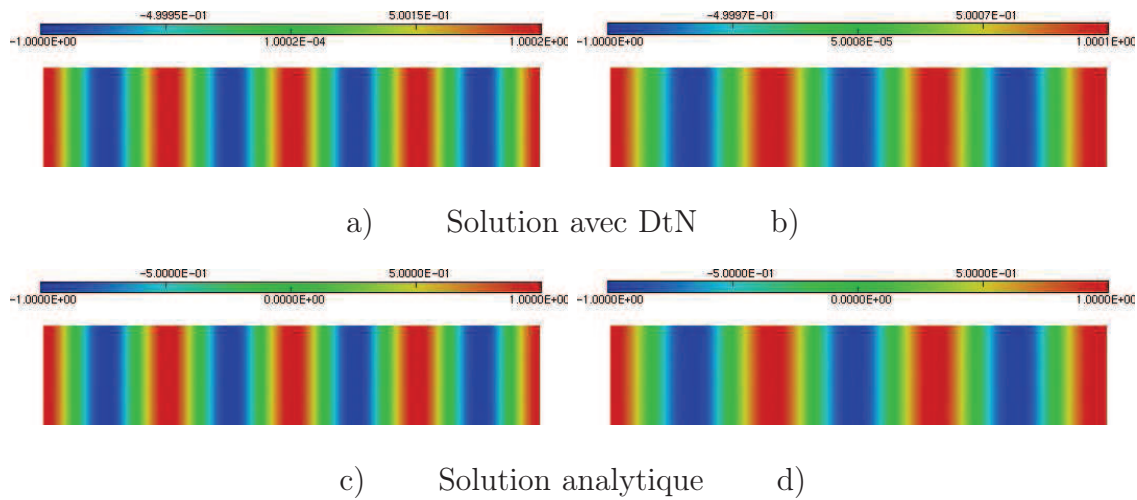 -4.9995E-01 5.0015E-01 -4.9997E-01 5.0007E-01
-1.0000E+00 1.0002E-04 1.0002E+00 -1.0000E+00 5.0008E-05 1.0001E+00
a) Solution avec DtN b)
-5.0000E-01 5.0000E-01 -5.0000E-01 5.0000E-01
-1.0000E+00 0.0000E+00 1.0000E+00 -1.0000E+00 0.0000E+00 1.0000E+00
c) Solution analytique d)